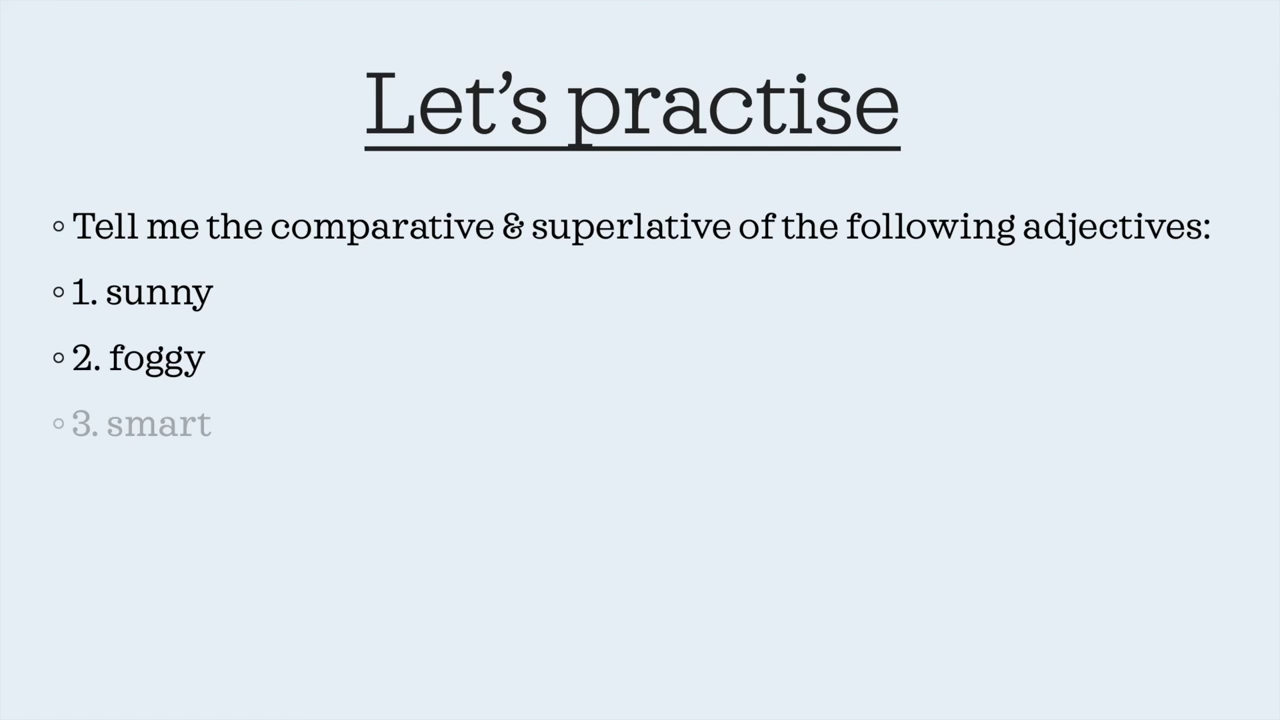 Let’s practise
◦ Tell me the comparative & superlative of the following adjectives:
◦ 1. sunny
◦ 2. foggy
◦ 3. smart